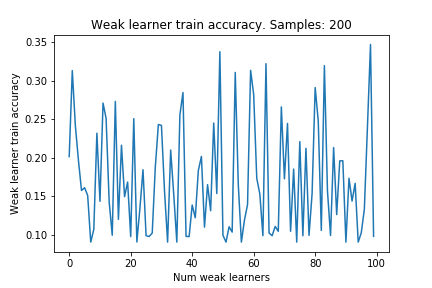 Weak learner train accuracy. Samples: 200
Weak learner train accuracy
0.35
0.30
0.25
0.20
0.15
0.10
0 20 40 60 80 100
Num weak learners